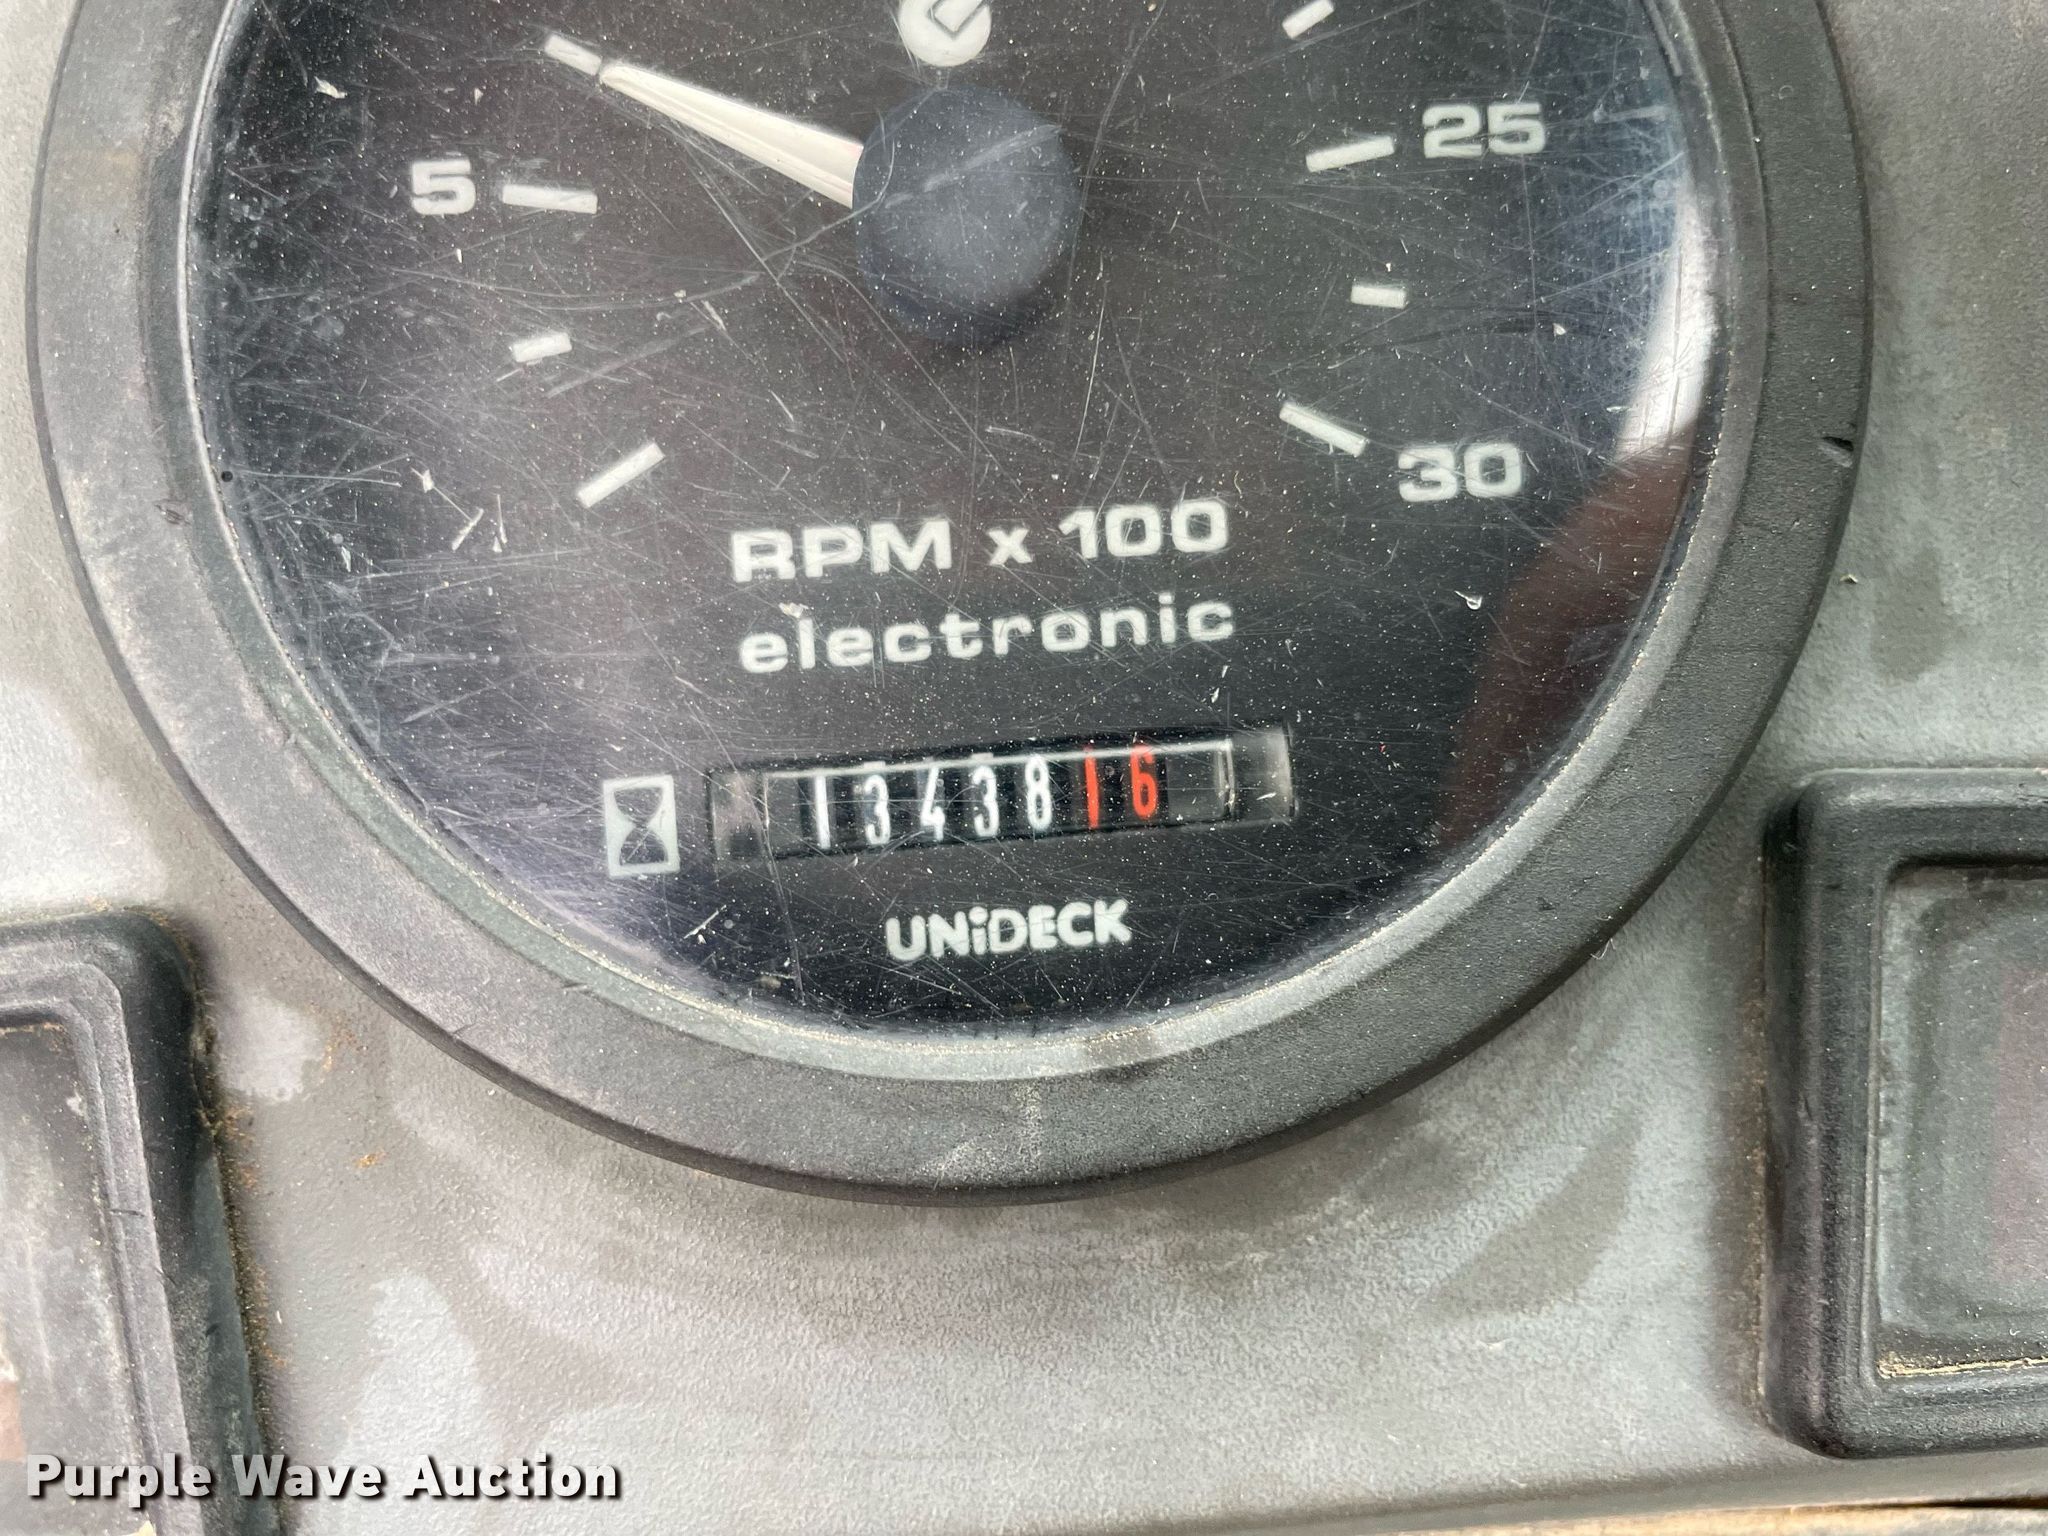 5
25
30
RPM x 100
electronic
1343816
UNiDECK
Purple Wave Auction